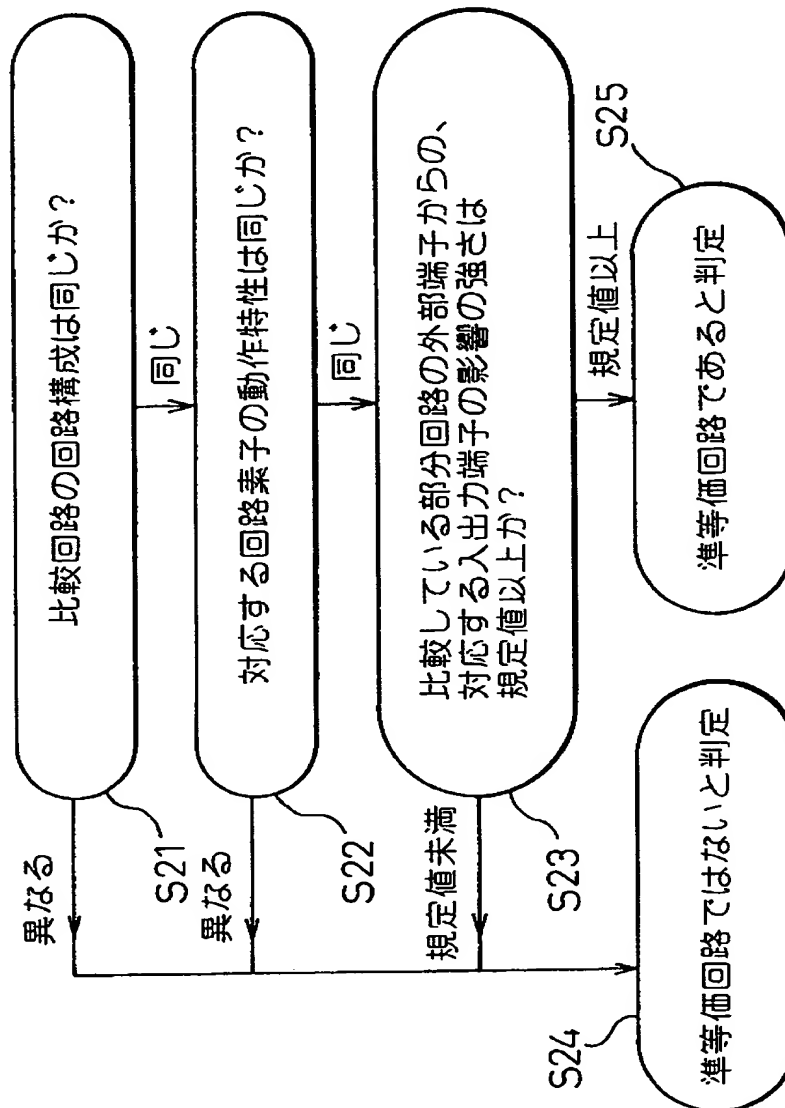 比較回路の回路構成は同じか？
S21
異なる
同じ
対応する回路素子の動作特性は同じか？
S22
異なる
同じ
比較している部分回路の外部端子からの、
対応する入出力端子の影響の強さは
規定値以上か？
S23
規定値未満
規定値以上
準等価回路ではないと判定
S24
準等価回路であると判定
S25